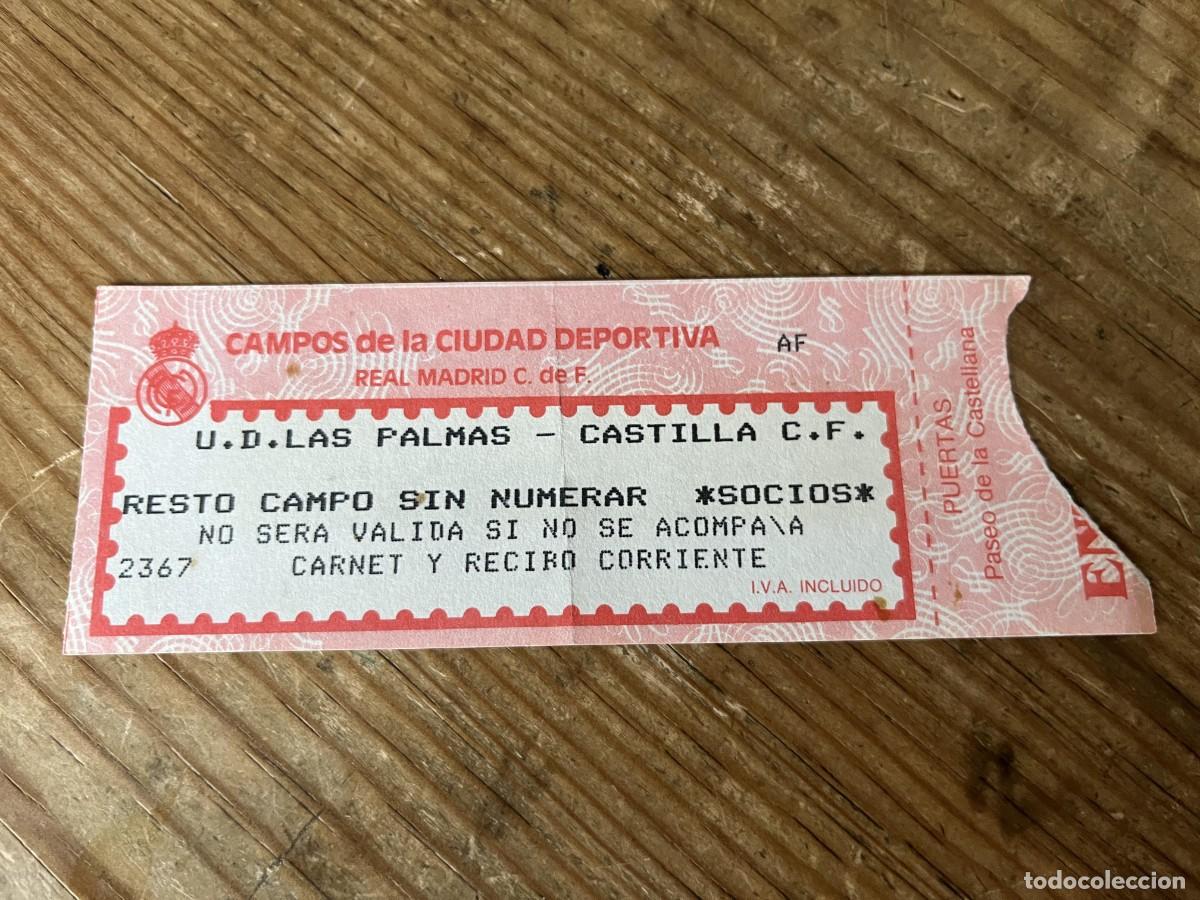 CAMPOS de la CIUDAD DEPORTIVA
AF
REAL MADRID C. de F.
U.D.LAS PALMAS - CASTILLA C.F.
RESTO CAMPO SIN NUMERAR *SOCIOS*
NO SERA VALIDA SI NO SE ACOMPA\A
2367 CARNET Y RECIBO CORRIENTE
I.V.A. INCLUIDO
PUERTAS
Paseo de la Castellana
todocoleccion